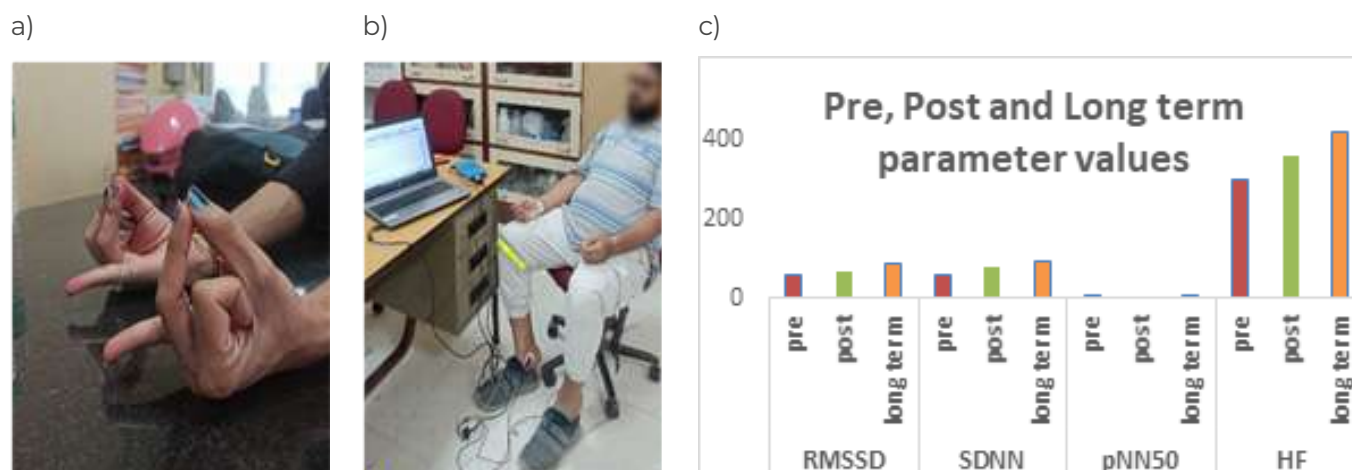 a)
b)
c)
Pre, Post and Long term
parameter values
400
200
0
pre
post
long term
pre
post
long term
pre
post
long term
pre
post
long term
RMSSD
SDNN
pNN50
HF